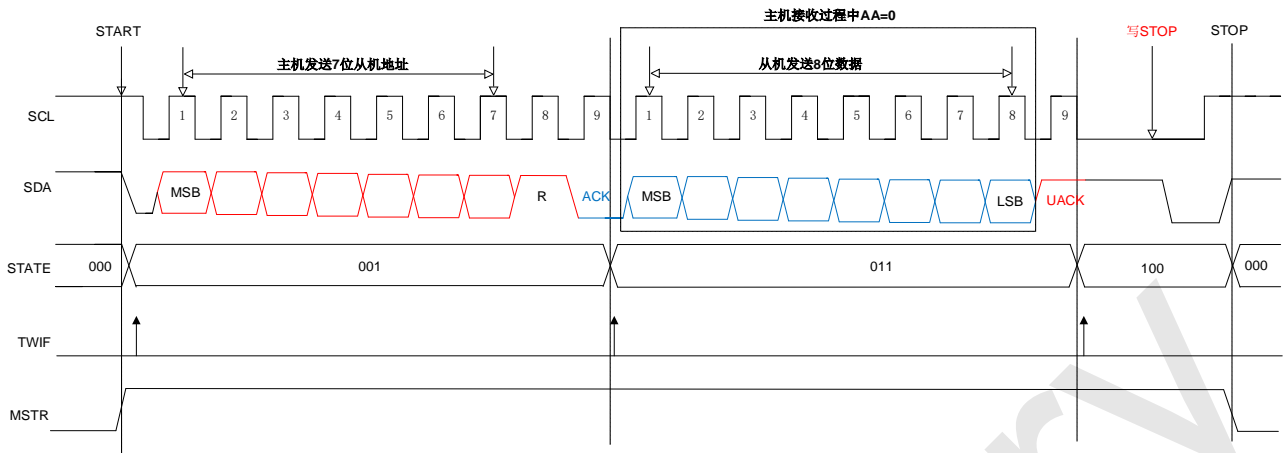 主机接收过程中AA=0
START
写STOP
STOP
主机发送7位从机地址
从机发送8位数据
SCL
1 2 3 4 5 6 7 8 9 1 2 3 4 5 6 7 8 9
SDA
MSB R ACK MSB LSB UACK
STATE 000 001 011 100 000
TWIF
MSTR